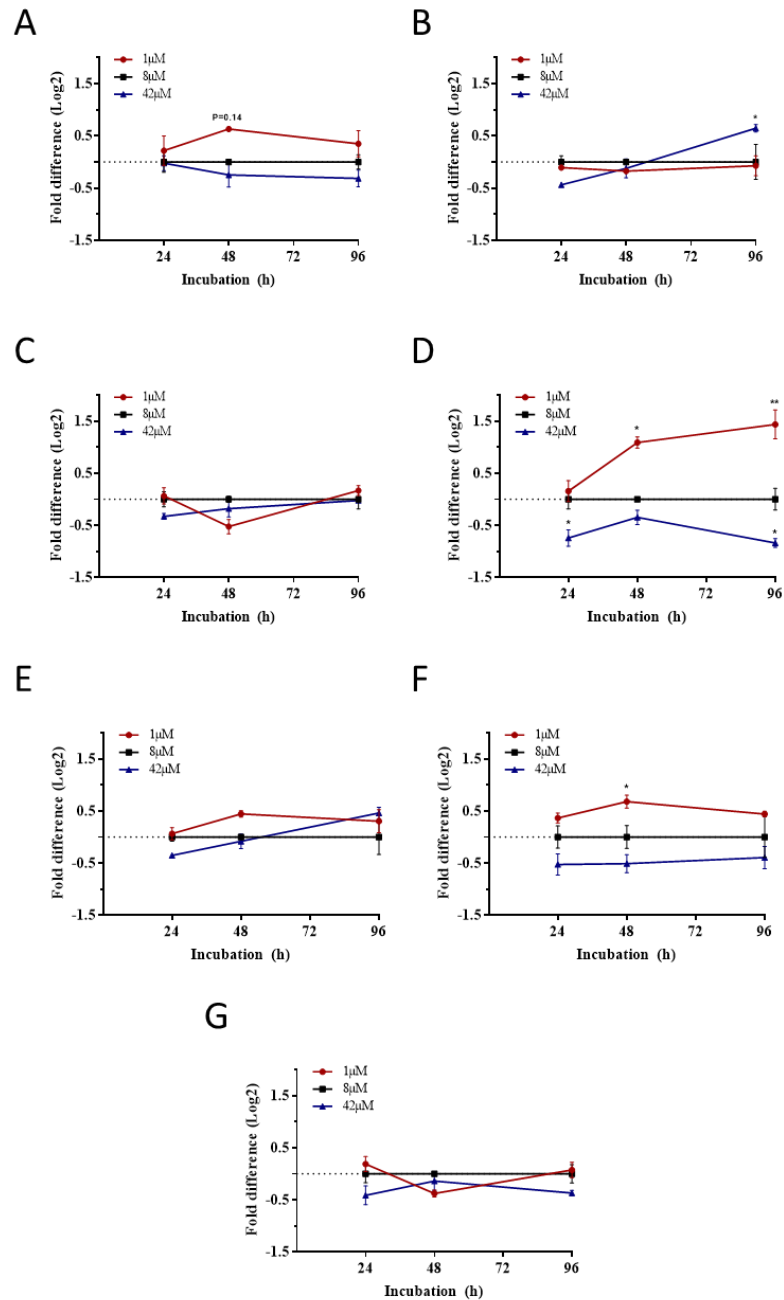 A
1µM
8µM
42µM
Fold difference (Log2)
1.5
0.5
-0.5
-1.5
P=0.14
*
24
48
72
96
Incubation (h)
B
1µM
8µM
42µM
Fold difference (Log2)
1.5
0.5
-0.5
-1.5
*
24
48
72
96
Incubation (h)
C
1µM
8µM
42µM
Fold difference (Log2)
1.5
0.5
-0.5
-1.5
24
48
72
96
Incubation (h)
D
1µM
8µM
42µM
Fold difference (Log2)
1.5
0.5
-0.5
-1.5
*
**
*
*
24
48
72
96
Incubation (h)
E
1µM
8µM
42µM
Fold difference (Log2)
1.5
0.5
-0.5
-1.5
24
48
72
96
Incubation (h)
F
1µM
8µM
42µM
Fold difference (Log2)
1.5
0.5
-0.5
-1.5
*
24
48
72
96
Incubation (h)
G
1µM
8µM
42µM
Fold difference (Log2)
1.5
0.5
-0.5
-1.5
24
48
72
96
Incubation (h)